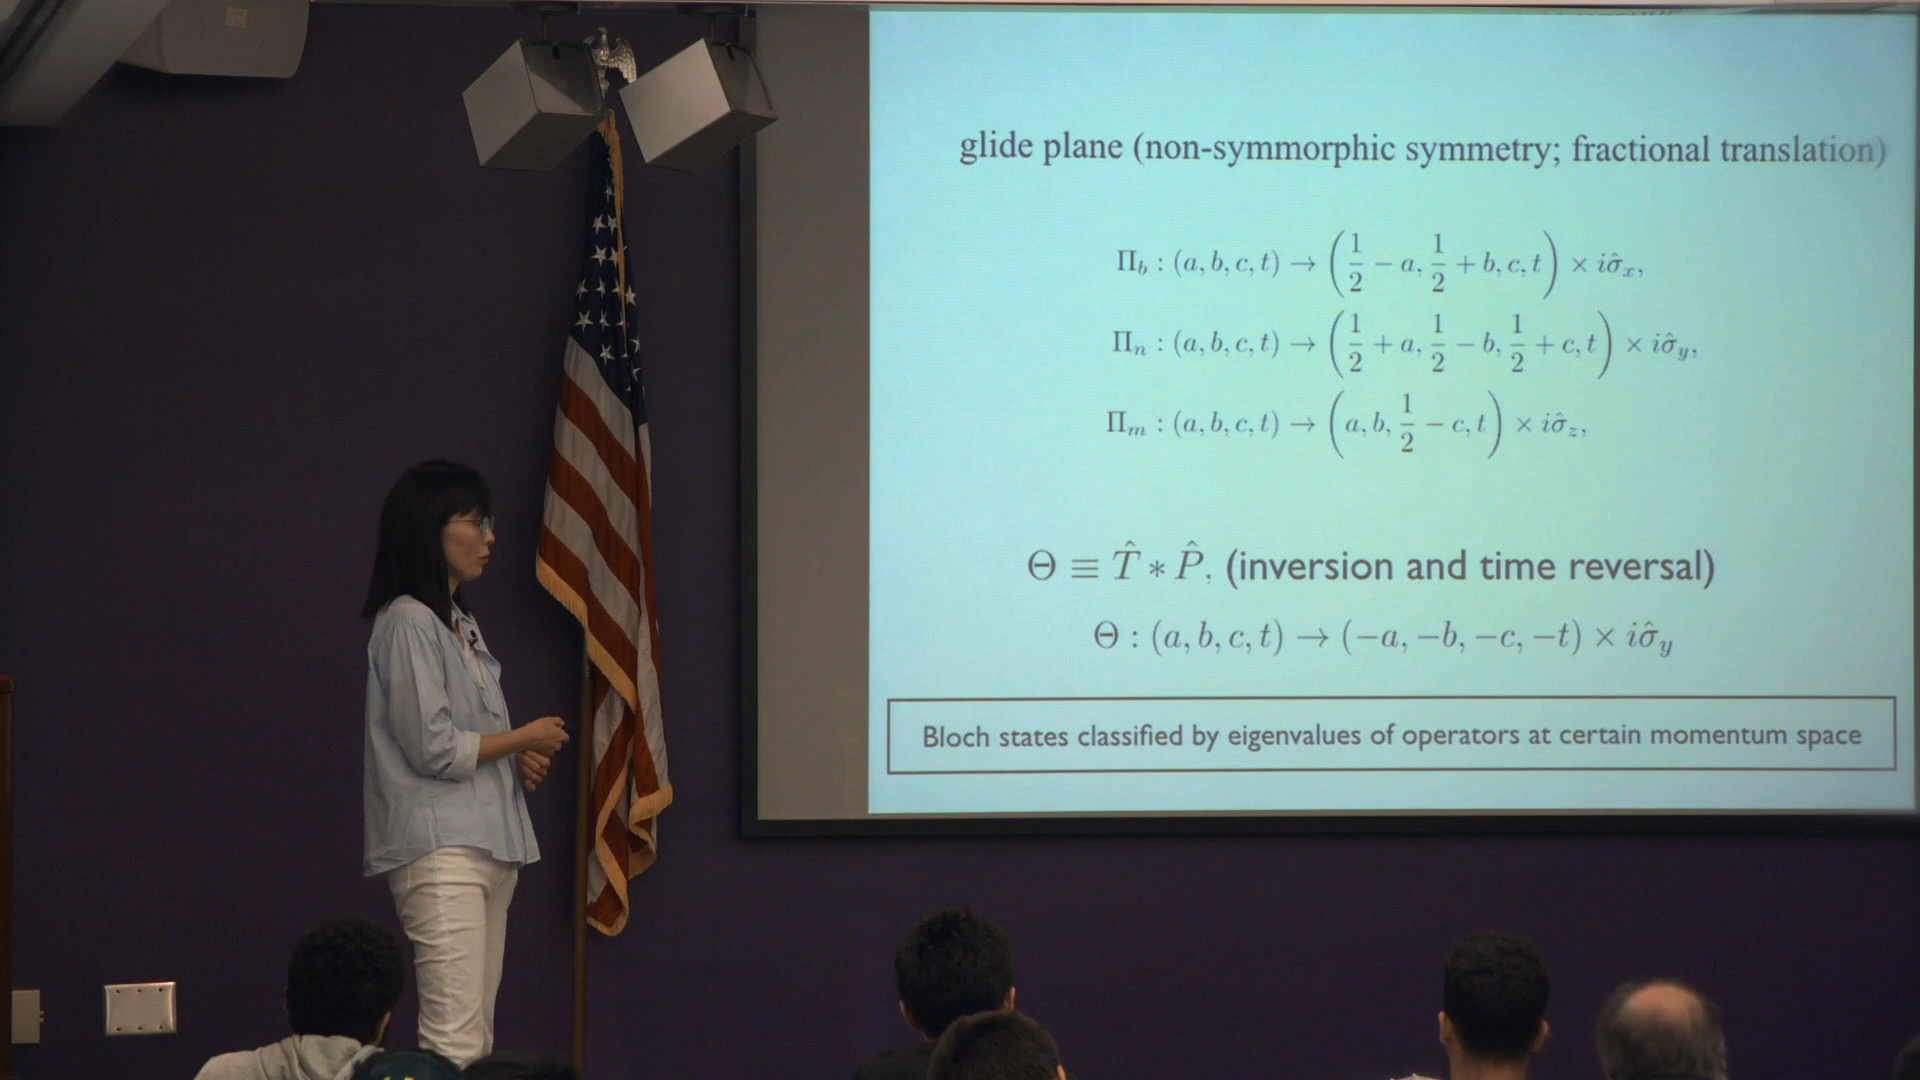 glide plane (non-symmorphic symmetry; fractional translation)
Π_b : (a, b, c, t) → (1/2 − a, 1/2 + b, c, t) × iσ̂_x,
Π_n : (a, b, c, t) → (1/2 + a, 1/2 − b, 1/2 + c, t) × iσ̂_y,
Π_m : (a, b, c, t) → (a, b, 1/2 − c, t) × iσ̂_z,
Θ ≡ T̂ ∗ P̂. (inversion and time reversal)
Θ : (a, b, c, t) → (−a, −b, −c, −t) × iσ̂_y
Bloch states classified by eigenvalues of operators at certain momentum space